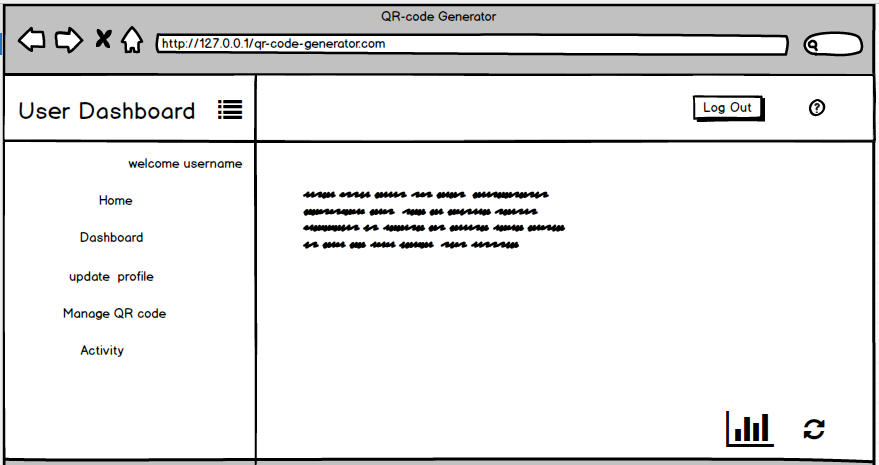 QR-code Generator
http://127.0.0.1/qr-code-generator.com
User Dashboard
Log Out
?
welcome username
Home
Dashboard
update profile
Manage QR code
Activity